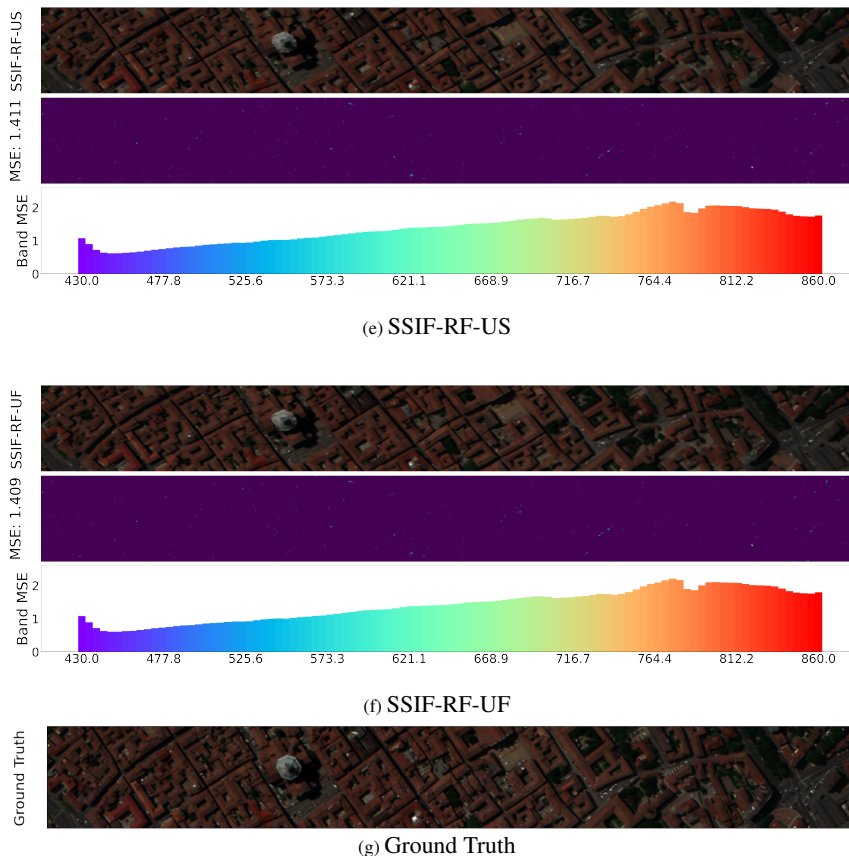 SSIF-RF-US
MSE: 1.411
Band MSE
2
1
0
430.0 477.8 525.6 573.3 621.1 668.9 716.7 764.4 812.2 860.0
(e) SSIF-RF-US
SSIF-RF-UF
MSE: 1.409
Band MSE
2
1
0
430.0 477.8 525.6 573.3 621.1 668.9 716.7 764.4 812.2 860.0
(f) SSIF-RF-UF
Ground Truth
(g) Ground Truth